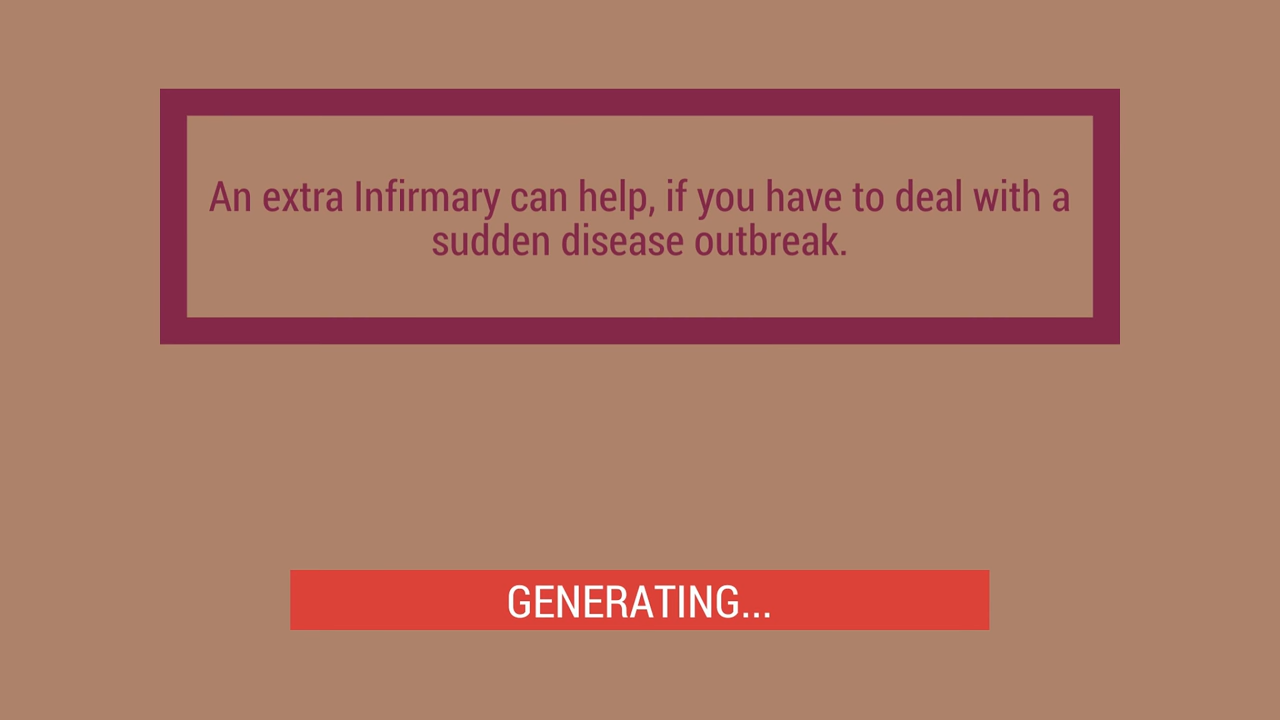 An extra Infirmary can help, if you have to deal with a
sudden disease outbreak.
GENERATING...